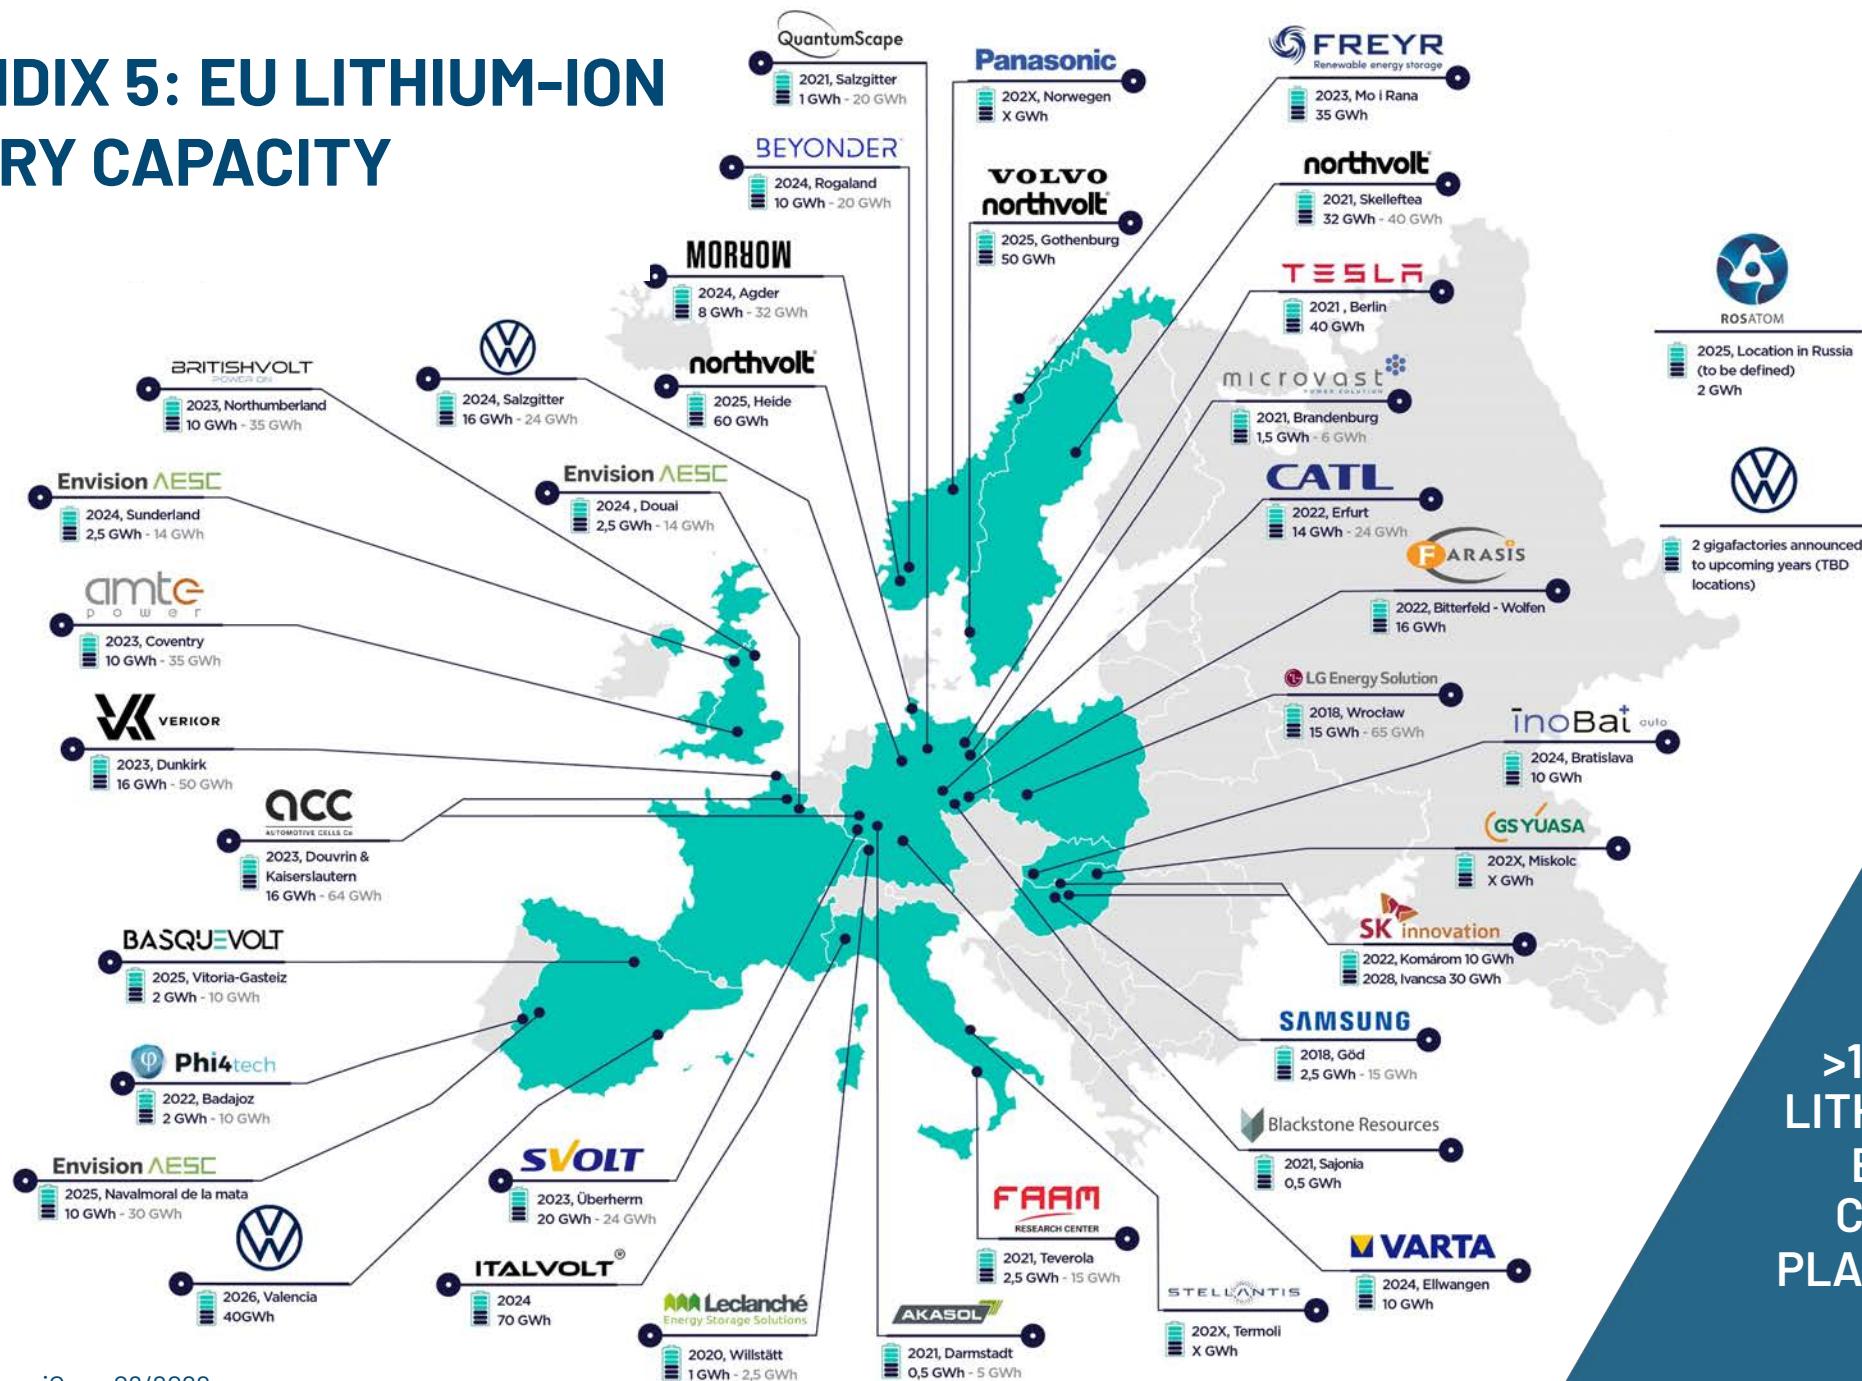 NDIX 5: EU LITHIUM-ION
RY CAPACITY
QuantumScape
2021, Salzgitter
1 GWh - 20 GWh
Panasonic
202X, Norwegen
X GWh
FREYR
Renewable energy storage
2023, Mo i Rana
35 GWh
BEYONDER
2024, Rogaland
10 GWh - 20 GWh
VOLVO
northvolt
2025, Gothenburg
50 GWh
northvolt
2021, Skelleftea
32 GWh - 40 GWh
MORROW
2024, Agder
8 GWh - 32 GWh
TESLA
2021 , Berlin
40 GWh
ROSATOM
2025, Location in Russia
(to be defined)
2 GWh
BRITISHVOLT
POWER ON
2023, Northumberland
10 GWh - 35 GWh
2024, Salzgitter
16 GWh - 24 GWh
northvolt
2025, Heide
60 GWh
microvast
POWER SOLUTION
2021, Brandenburg
1,5 GWh - 6 GWh
Envision AESC
2024, Sunderland
2,5 GWh - 14 GWh
Envision AESC
2024 , Douai
2,5 GWh - 14 GWh
CATL
2022, Erfurt
14 GWh - 24 GWh
2 gigafactories announced
to upcoming years (TBD
locations)
FARASIS
2022, Bitterfeld - Wolfen
16 GWh
amte
power
2023, Coventry
10 GWh - 35 GWh
LG Energy Solution
2018, Wrocław
15 GWh - 65 GWh
VERKOR
2023, Dunkirk
16 GWh - 50 GWh
inoBat auto
2024, Bratislava
10 GWh
acc
AUTOMOTIVE CELLS Co
2023, Douvrin &
Kaiserslautern
16 GWh - 64 GWh
GS YUASA
202X, Miskolc
X GWh
BASQUEVOLT
2025, Vitoria-Gasteiz
2 GWh - 10 GWh
SK innovation
2022, Komárom 10 GWh
2028, Ivancsa 30 GWh
Phi4tech
2022, Badajoz
2 GWh - 10 GWh
SAMSUNG
2018, Göd
2,5 GWh - 15 GWh
Envision AESC
2025, Navalmoral de la mata
10 GWh - 30 GWh
SVOLT
2023, Überherrn
20 GWh - 24 GWh
Blackstone Resources
2021, Sajonia
0,5 GWh
FAAM
RESEARCH CENTER
2021, Teverola
2,5 GWh - 15 GWh
2026, Valencia
40GWh
ITALVOLT®
2024
70 GWh
VARTA
2024, Ellwangen
10 GWh
Leclanché
Energy Storage Solutions
2020, Willstätt
1 GWh - 2,5 GWh
AKASOL
2021, Darmstadt
0,5 GWh - 5 GWh
STELLANTIS
202X, Termoli
X GWh
>1
LITH
C
PLA